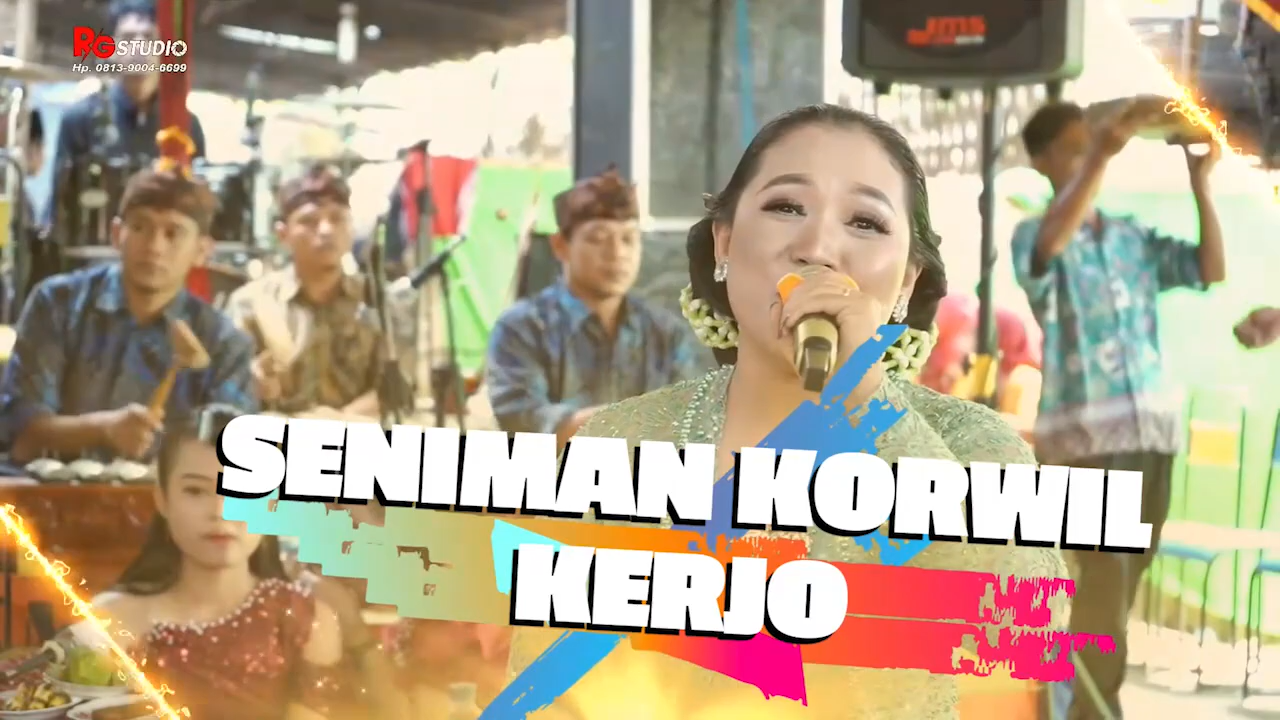 RG STUDIO
Hp. 0813-9004-6699
JMS
SENIMAN KORWIL
KERJO